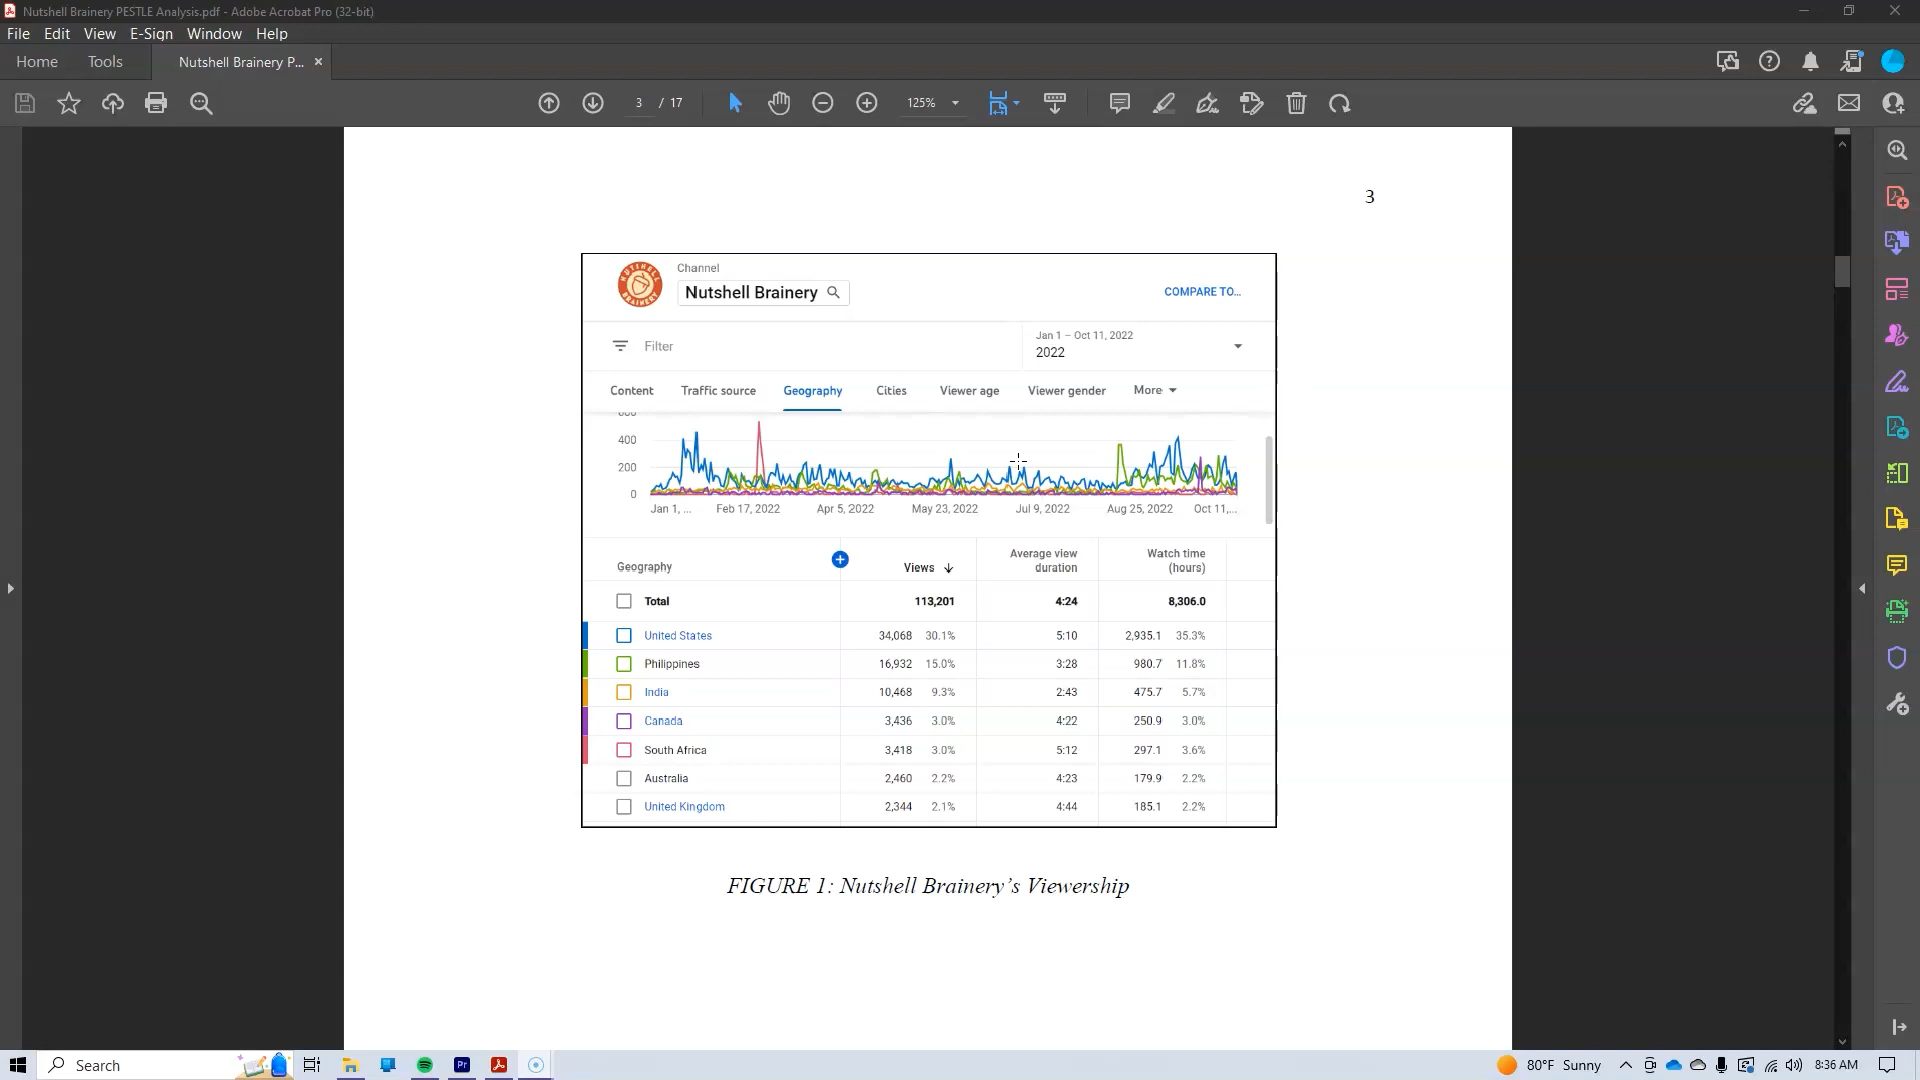 Nutshell Brainery PESTLE Analysis.pdf - Adobe Acrobat Pro (32-bit)
File Edit View E-Sign Window Help
Home Tools Nutshell Brainery P... ×
3 / 17 125%
3
NUTSHELL BRAINERY
Channel
Nutshell Brainery
COMPARE TO...
Filter
Jan 1 – Oct 11, 2022
2022
Content Traffic source Geography Cities Viewer age Viewer gender More
600
400
200
0
Jan 1, ... Feb 17, 2022 Apr 5, 2022 May 23, 2022 Jul 9, 2022 Aug 25, 2022 Oct 11,...
Geography Views Average view duration Watch time (hours)
Total 113,201 4:24 8,306.0
United States 34,068 30.1% 5:10 2,935.1 35.3%
Philippines 16,932 15.0% 3:28 980.7 11.8%
India 10,468 9.3% 2:43 475.7 5.7%
Canada 3,436 3.0% 4:22 250.9 3.0%
South Africa 3,418 3.0% 5:12 297.1 3.6%
Australia 2,460 2.2% 4:23 179.9 2.2%
United Kingdom 2,344 2.1% 4:44 185.1 2.2%
FIGURE 1: Nutshell Brainery’s Viewership
Search Pr 80°F Sunny 8:36 AM